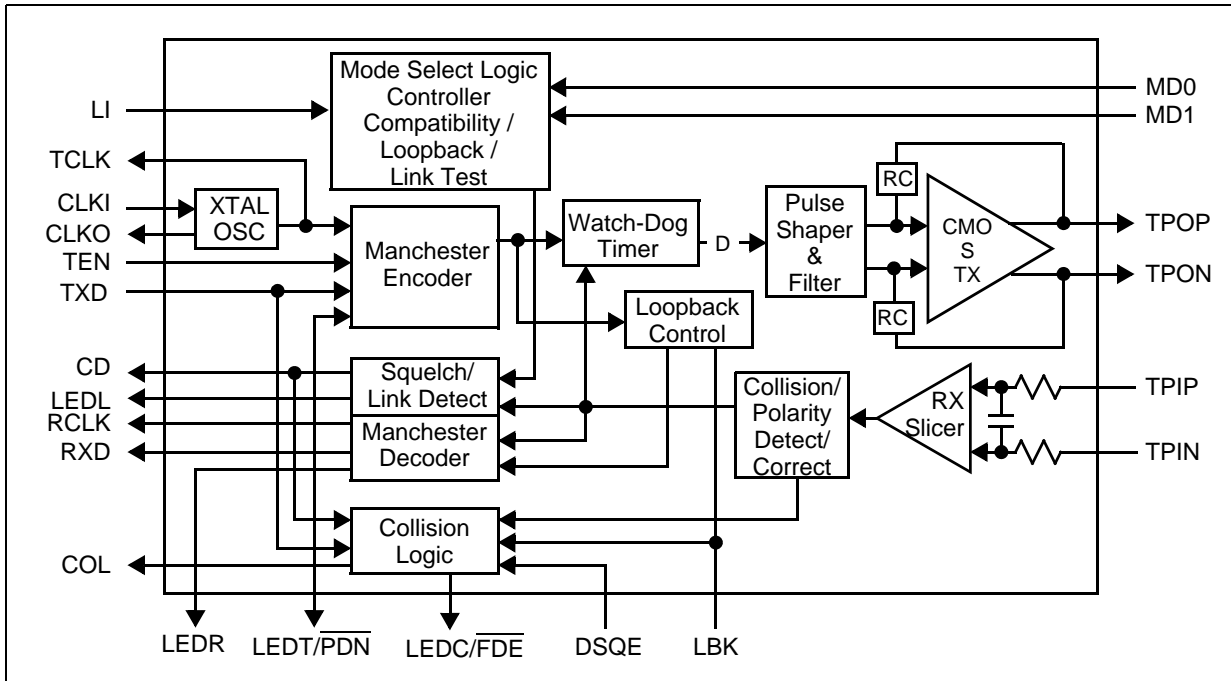 Mode Select Logic
Controller
Compatibility /
Loopback /
Link Test
LI
MD0
MD1
TCLK
CLKI
CLKO
XTAL
OSC
TEN
TXD
Manchester
Encoder
Watch-Dog
Timer
D
Pulse
Shaper
&
Filter
RC
RC
CMO
S
TX
TPOP
TPON
Loopback
Control
CD
LEDL
RCLK
RXD
Squelch/
Link Detect
Manchester
Decoder
Collision/
Polarity
Detect/
Correct
RX
Slicer
TPIP
TPIN
Collision
Logic
COL
LEDR
LEDT/PDN
LEDC/FDE
DSQE
LBK